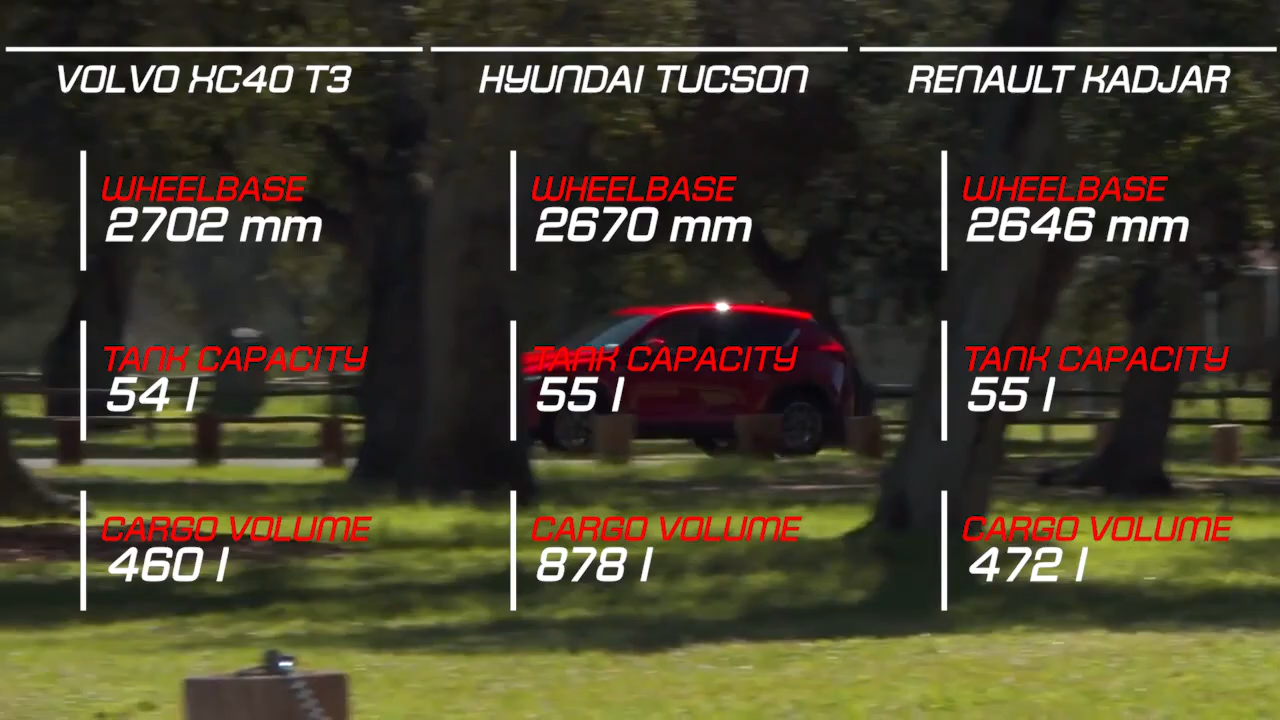 VOLVO XC40 T3
WHEELBASE
2702 mm
TANK CAPACITY
54 l
CARGO VOLUME
460 l
HYUNDAI TUCSON
WHEELBASE
2670 mm
TANK CAPACITY
55 l
CARGO VOLUME
878 l
RENAULT KADJAR
WHEELBASE
2646 mm
TANK CAPACITY
55 l
CARGO VOLUME
472 l